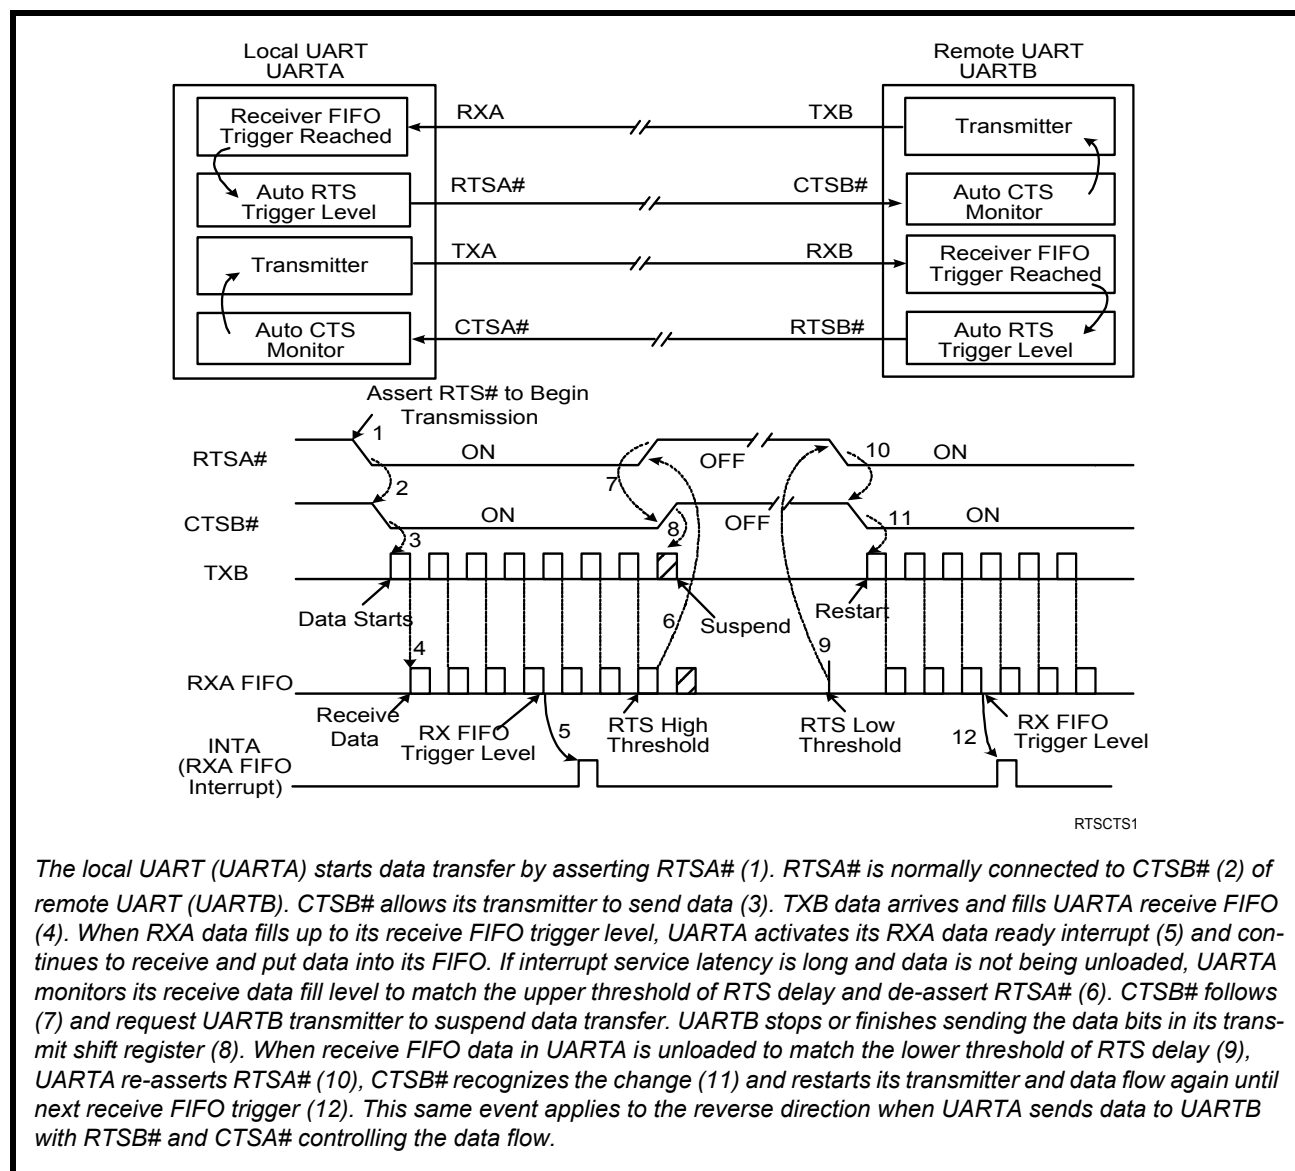 Local UART
UARTA
Remote UART
UARTB
Receiver FIFO
Trigger Reached
RXA
TXB
Transmitter
Auto RTS
Trigger Level
RTSA#
CTSB#
Auto CTS
Monitor
Transmitter
TXA
RXB
Receiver FIFO
Trigger Reached
Auto CTS
Monitor
CTSA#
RTSB#
Auto RTS
Trigger Level
Assert RTS# to Begin
Transmission
RTSA#
1
ON
OFF
10
ON
2
7
CTSB#
ON
OFF
11
ON
3
8
TXB
Data Starts
6
Suspend
Restart
4
9
RXA FIFO
Receive
Data
RX FIFO
Trigger Level
5
RTS High
Threshold
RTS Low
Threshold
12
RX FIFO
Trigger Level
INTA
(RXA FIFO
Interrupt)
RTSCTS1
The local UART (UARTA) starts data transfer by asserting RTSA# (1). RTSA# is normally connected to CTSB# (2) of
remote UART (UARTB). CTSB# allows its transmitter to send data (3). TXB data arrives and fills UARTA receive FIFO
(4). When RXA data fills up to its receive FIFO trigger level, UARTA activates its RXA data ready interrupt (5) and con-
tinues to receive and put data into its FIFO. If interrupt service latency is long and data is not being unloaded, UARTA
monitors its receive data fill level to match the upper threshold of RTS delay and de-assert RTSA# (6). CTSB# follows
(7) and request UARTB transmitter to suspend data transfer. UARTB stops or finishes sending the data bits in its trans-
mit shift register (8). When receive FIFO data in UARTA is unloaded to match the lower threshold of RTS delay (9),
UARTA re-asserts RTSA# (10), CTSB# recognizes the change (11) and restarts its transmitter and data flow again until
next receive FIFO trigger (12). This same event applies to the reverse direction when UARTA sends data to UARTB
with RTSB# and CTSA# controlling the data flow.